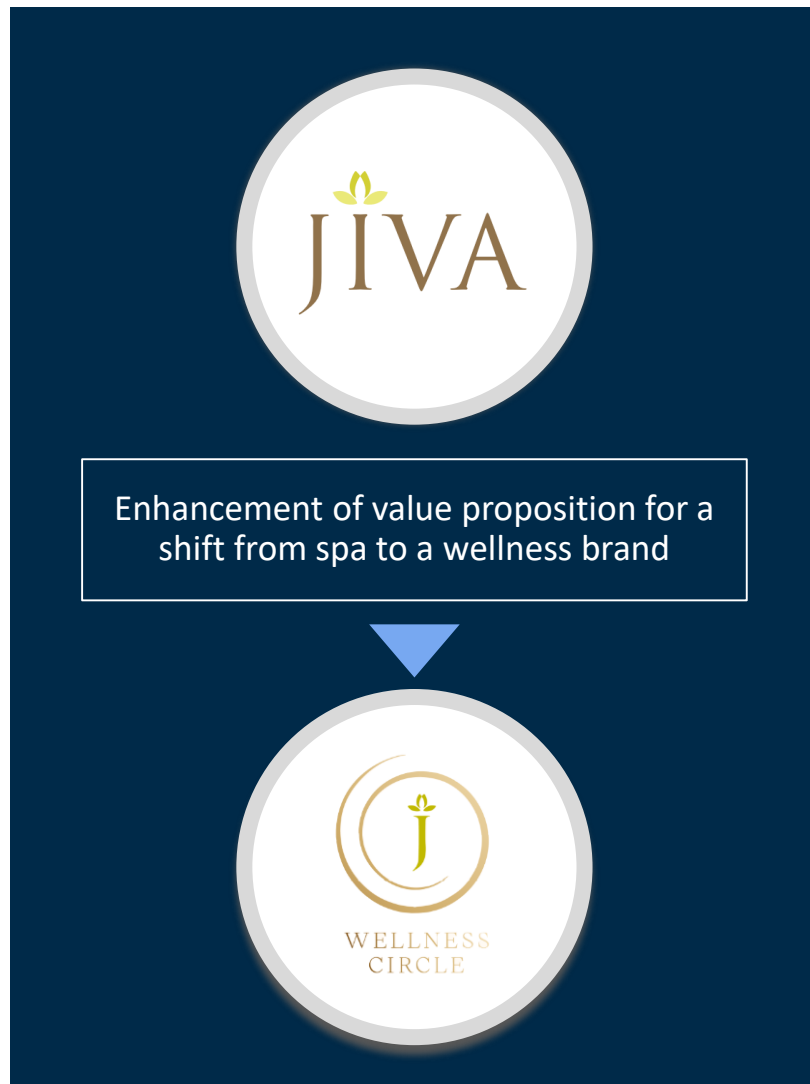 JIVA
Enhancement of value proposition for a
shift from spa to a wellness brand
J
WELLNESS
CIRCLE